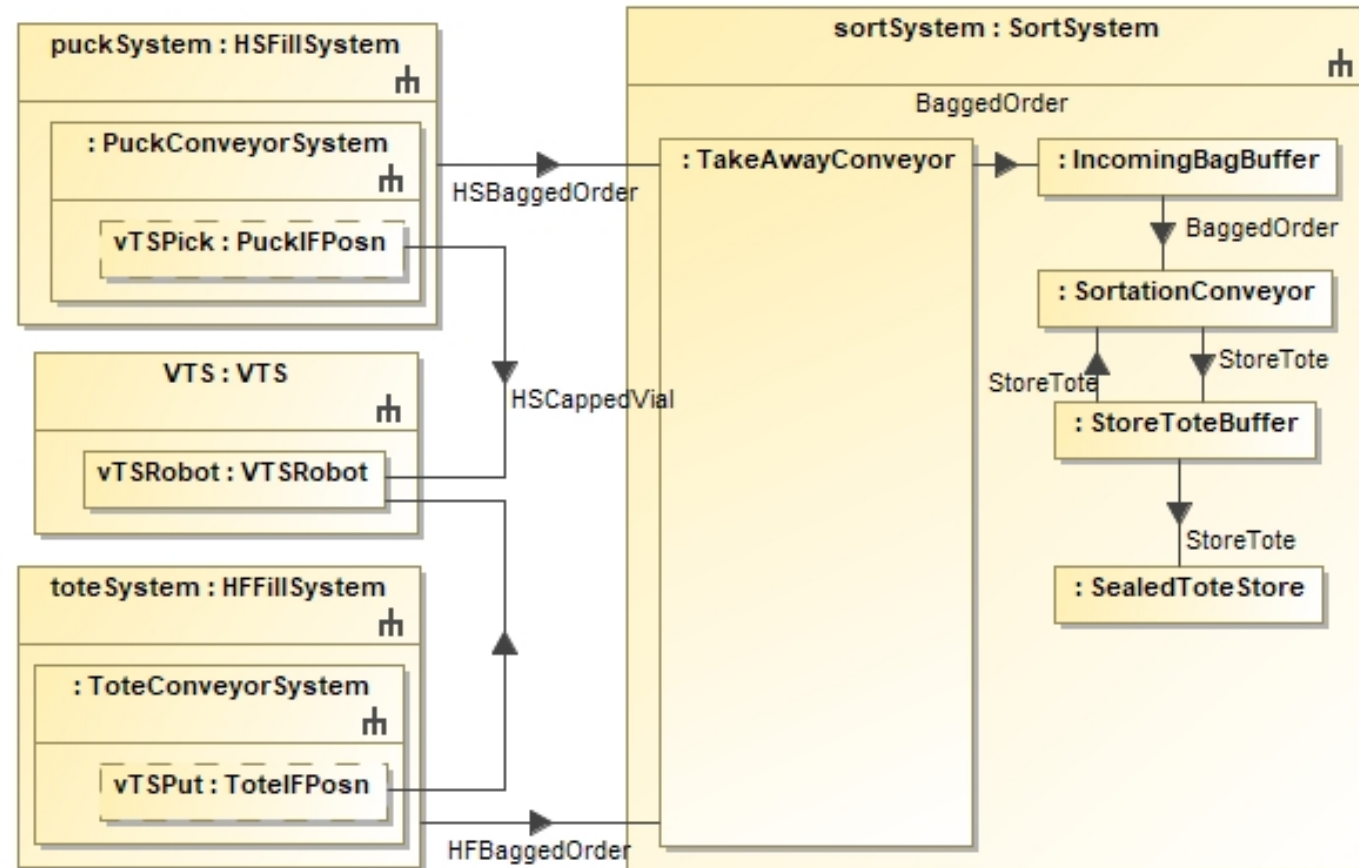 puckSystem : HSFillSystem
: PuckConveyorSystem
vTSPick : PuckIFPosn
HSBaggedOrder
HSCappedVial
VTS : VTS
vTSRobot : VTSRobot
toteSystem : HFFillSystem
: ToteConveyorSystem
vTSPut : ToteIFPosn
HFBaggedOrder
sortSystem : SortSystem
BaggedOrder
: TakeAwayConveyor
: IncomingBagBuffer
BaggedOrder
: SortationConveyor
StoreTote
StoreTote
: StoreToteBuffer
StoreTote
: SealedToteStore